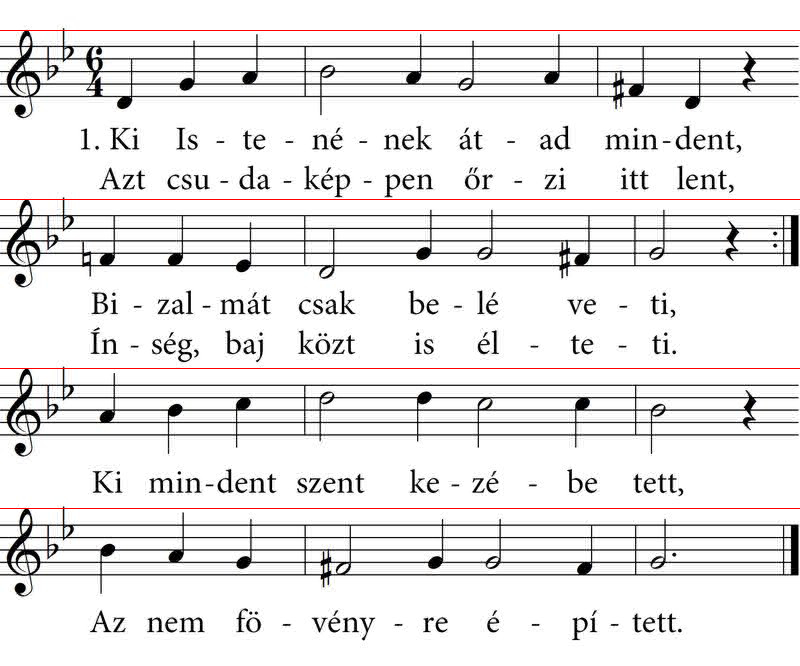 6
4
1. Ki Is - te - né - nek át - ad min - dent,
Azt csu - da - kép - pen őr - zi itt lent,
Bi - zal - mát csak be - lé ve - ti,
Ín - ség, baj közt is él - te - ti.
Ki min - dent szent ke - zé - be tett,
Az nem fö - vény - re é - pí - tett.